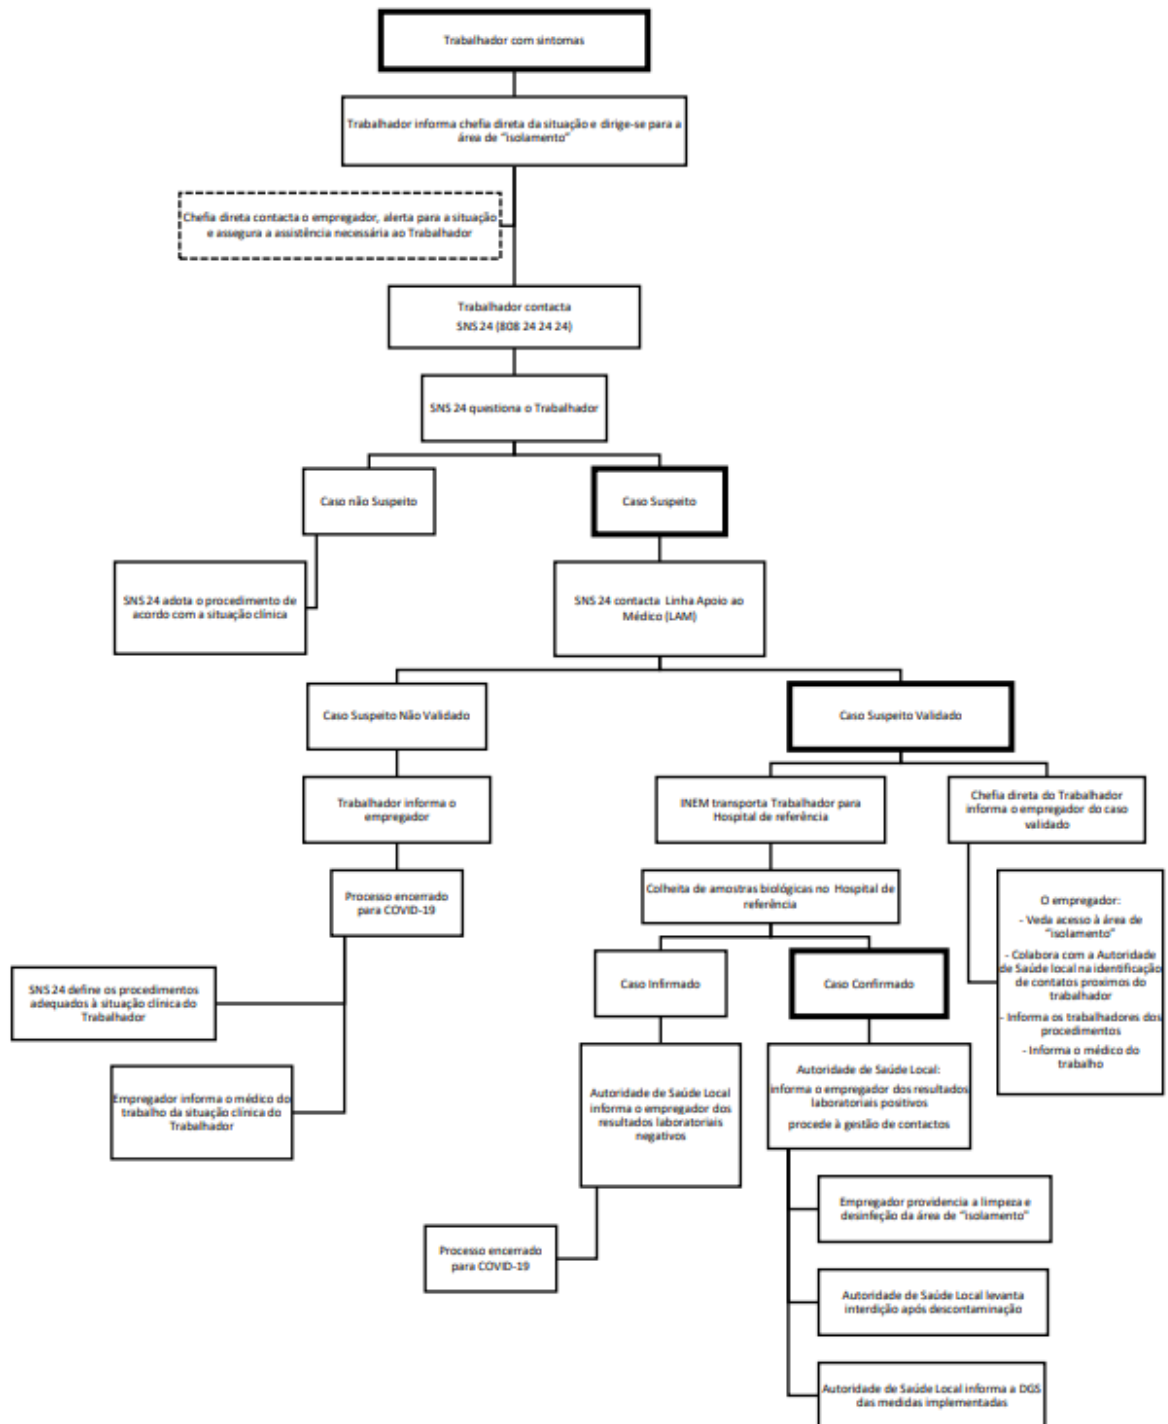 Trabalhador com sintomas
Trabalhador informa chefia direta da situação e dirige-se para a
área de “isolamento”
Chefia direta contacta o empregador, alerta para a situação
e assegura a assistência necessária ao Trabalhador
Trabalhador contacta
SNS 24 (808 24 24 24)
SNS 24 questiona o Trabalhador
Caso não Suspeito
Caso Suspeito
SNS 24 adota o procedimento de
acordo com a situação clínica
SNS 24 contacta Linha Apoio ao
Médico (LAM)
Caso Suspeito Não Validado
Caso Suspeito Validado
Trabalhador informa o
empregador
INEM transporta Trabalhador para
Hospital de referência
Chefia direta do Trabalhador
informa o empregador do caso
validado
Processo encerrado
para COVID-19
Colheita de amostras biológicas no Hospital de
referência
O empregador:
- Veda acesso à área de
“isolamento”
- Colabora com a Autoridade
de Saúde local na identificação
de contatos proximos do
trabalhador
- Informa os trabalhadores dos
procedimentos
- Informa o médico do
trabalho
SNS 24 define os procedimentos
adequados à situação clínica do
Trabalhador
Caso Infirmado
Caso Confirmado
Empregador informa o médico do
trabalho da situação clínica do
Trabalhador
Autoridade de Saúde Local
informa o empregador dos
resultados laboratoriais
negativos
Autoridade de Saúde Local:
informa o empregador dos resultados
laboratoriais positivos
procede à gestão de contactos
Processo encerrado
para COVID-19
Empregador providencia a limpeza e
desinfeção da área de “isolamento”
Autoridade de Saúde Local levanta
interdição após descontaminação
Autoridade de Saúde Local informa a DGS
das medidas implementadas